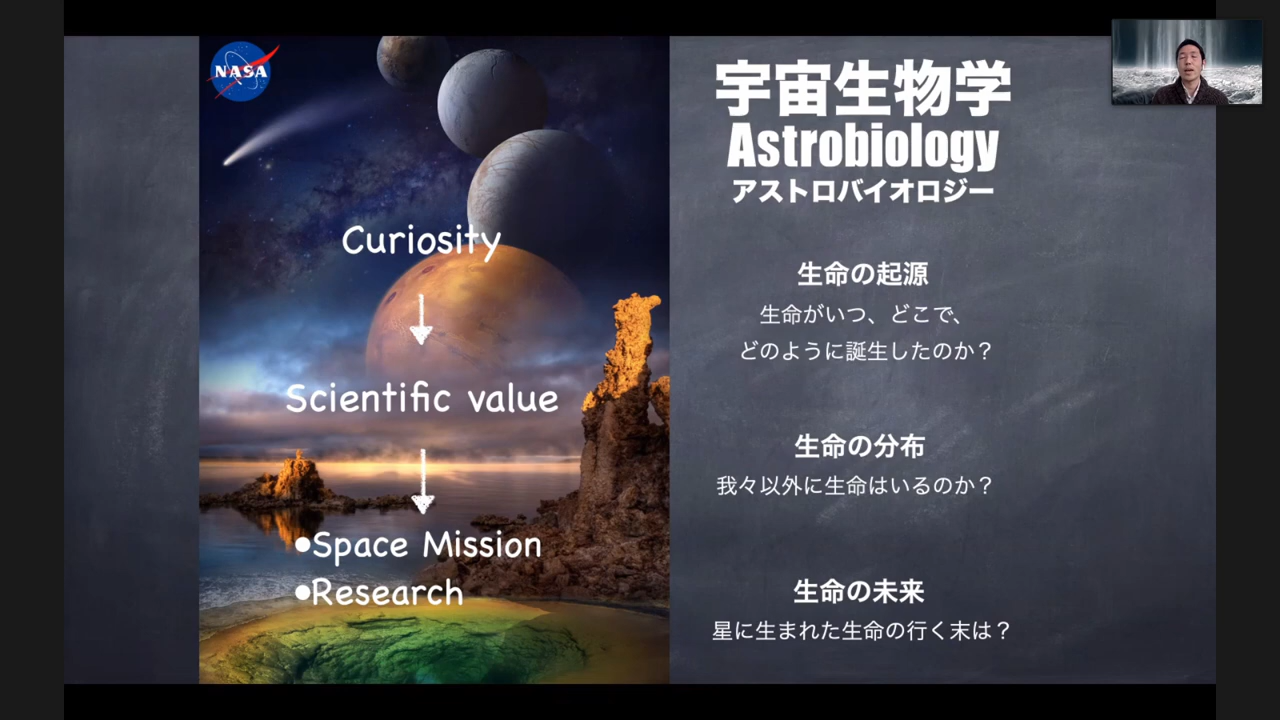 NASA
Curiosity
Scientific value
•Space Mission
•Research
宇宙生物学
Astrobiology
アストロバイオロジー
生命の起源
生命がいつ、どこで、
どのように誕生したのか？
生命の分布
我々以外に生命はいるのか？
生命の未来
星に生まれた生命の行く末は？